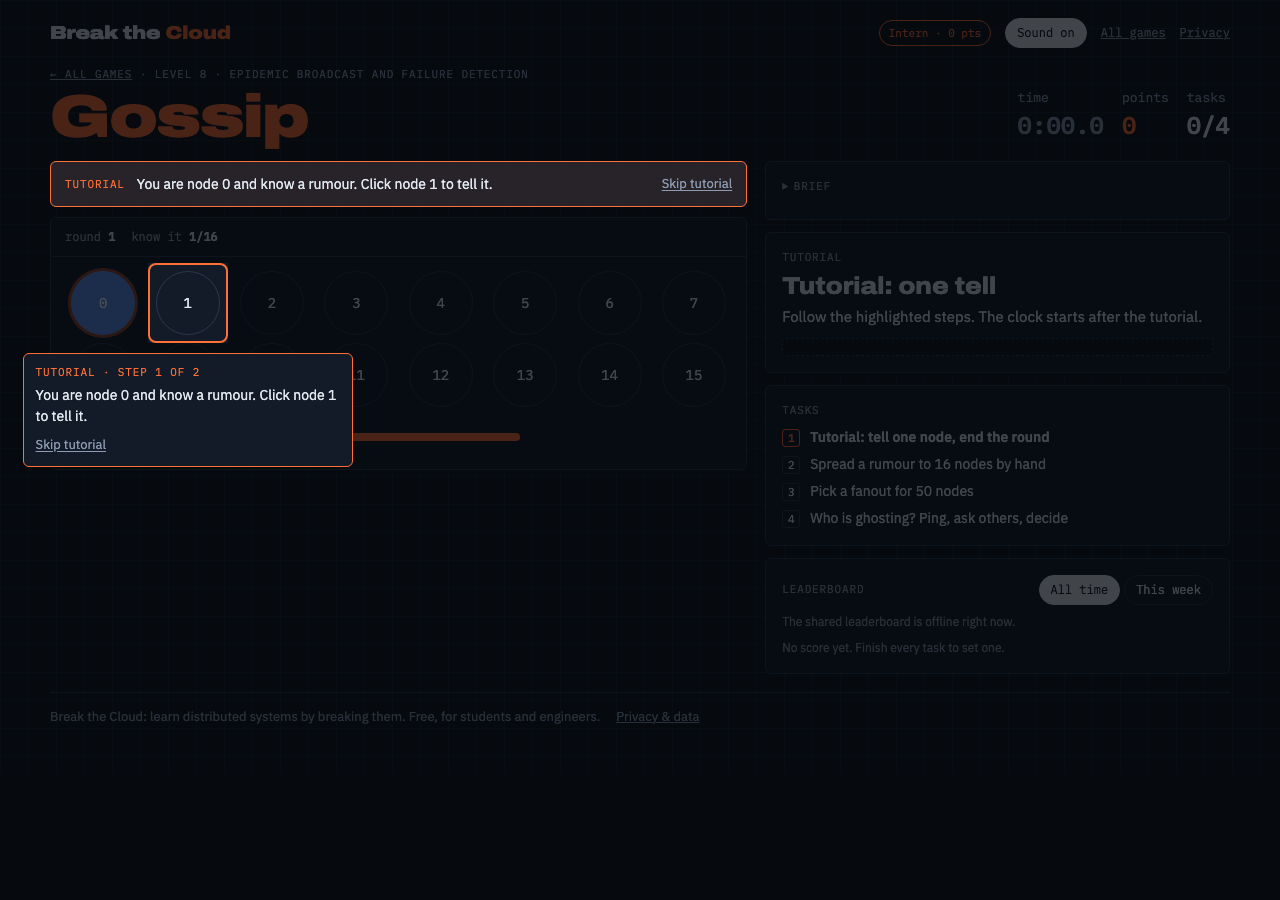 Break the Cloud
Intern · 0 pts
Sound on
All games
Privacy
← ALL GAMES · LEVEL 8 · EPIDEMIC BROADCAST AND FAILURE DETECTION
Gossip
time points tasks
0:00.0 0 0/4
TUTORIAL You are node 0 and know a rumour. Click node 1 to tell it. Skip tutorial
round 1 know it 1/16
0 1 2 3 4 5 6 7
12 13 14 15
TUTORIAL · STEP 1 OF 2
You are node 0 and know a rumour. Click node 1
to tell it.
Skip tutorial
▶ BRIEF
TUTORIAL
Tutorial: one tell
Follow the highlighted steps. The clock starts after the tutorial.
TASKS
1 Tutorial: tell one node, end the round
2 Spread a rumour to 16 nodes by hand
3 Pick a fanout for 50 nodes
4 Who is ghosting? Ping, ask others, decide
LEADERBOARD
All time
This week
The shared leaderboard is offline right now.
No score yet. Finish every task to set one.
Break the Cloud: learn distributed systems by breaking them. Free, for students and engineers. Privacy & data